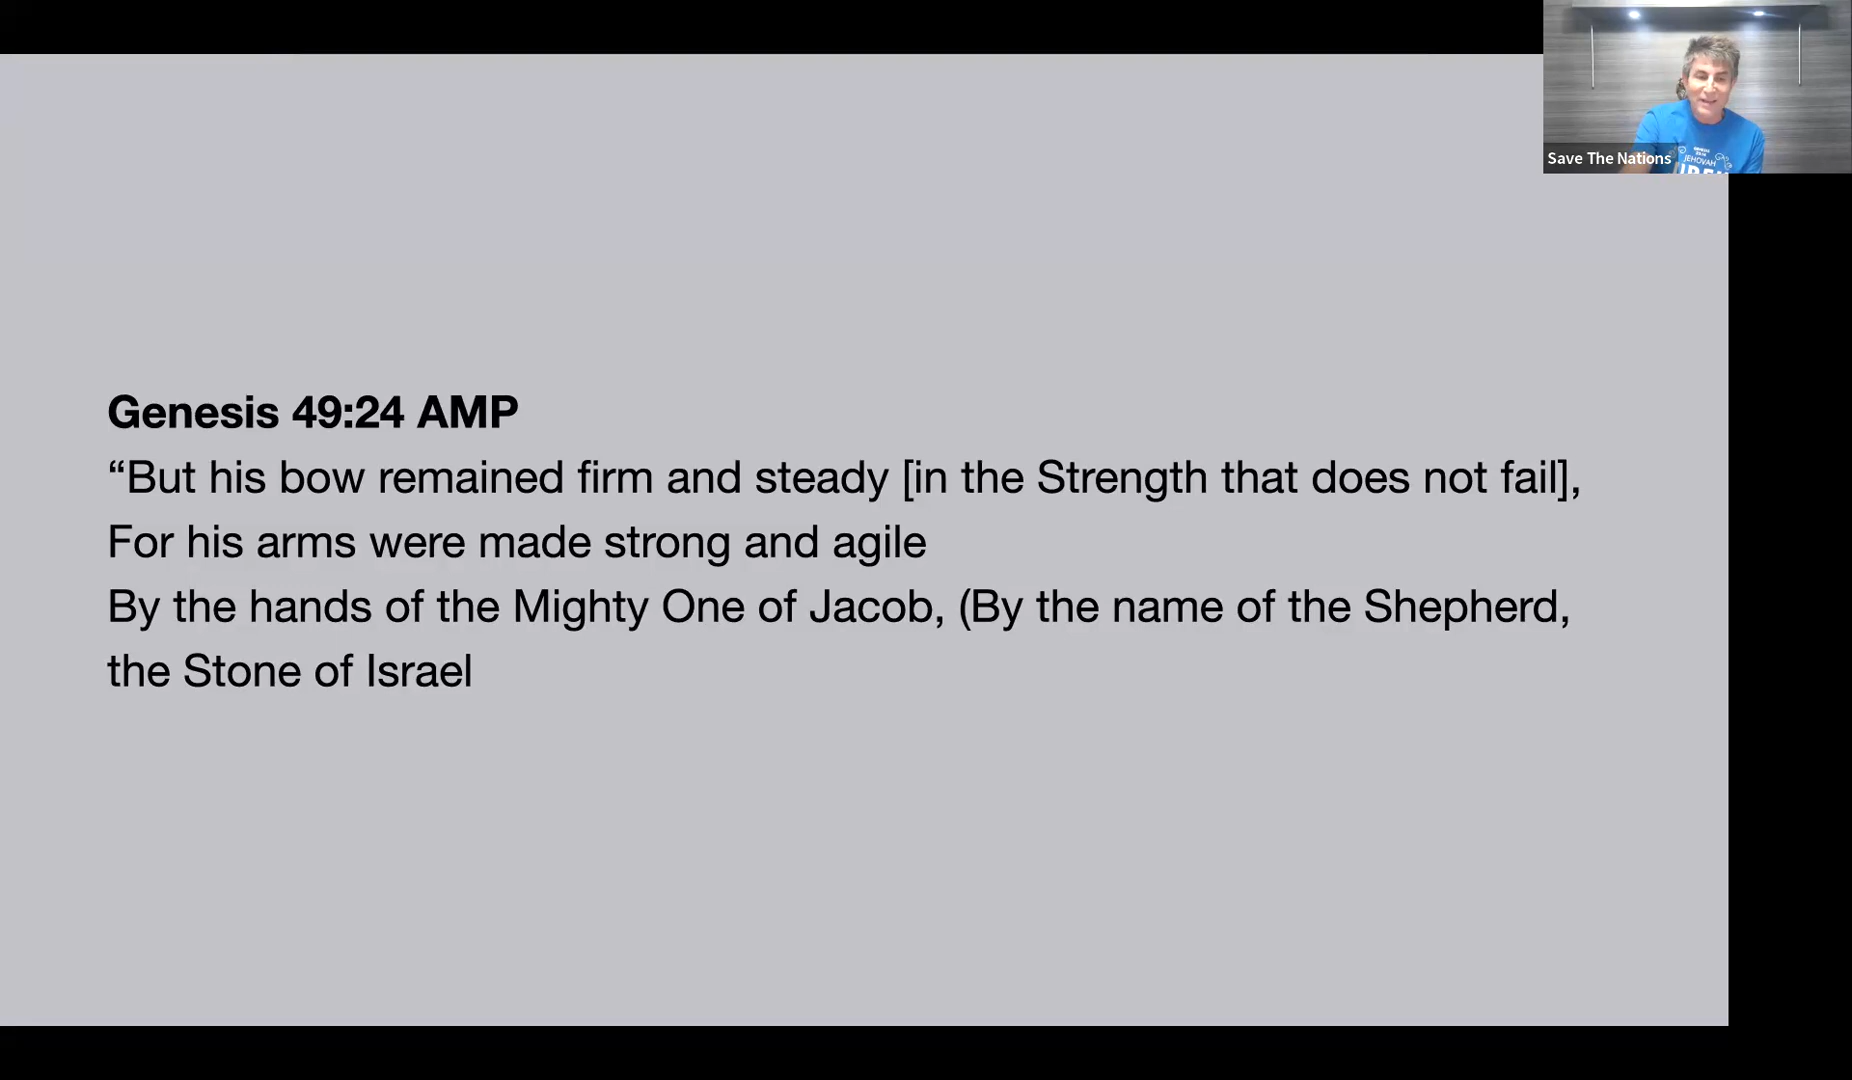 Genesis 49:24 AMP
“But his bow remained firm and steady [in the Strength that does not fail],
For his arms were made strong and agile
By the hands of the Mighty One of Jacob, (By the name of the Shepherd,
the Stone of Israel
Save The Nations
JEHOVAH